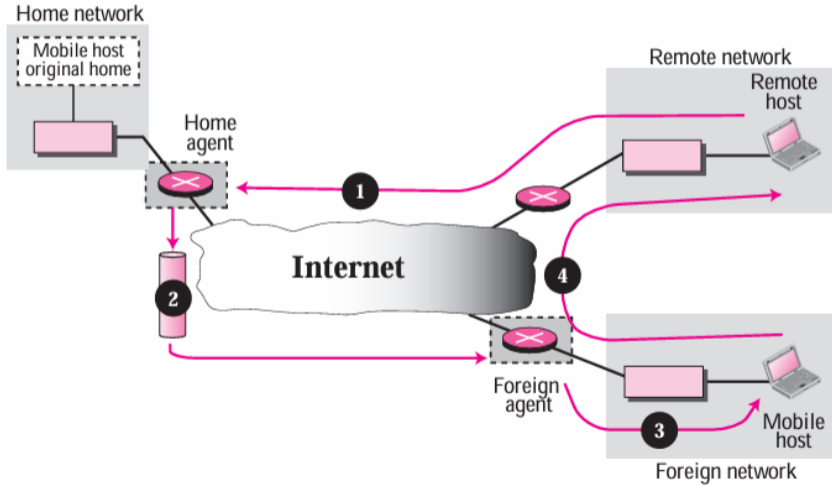 Home network
Mobile host
original home
Home
agent
Remote network
Remote
host
1
Internet
2
4
Foreign
agent
3
Mobile
host
Foreign network